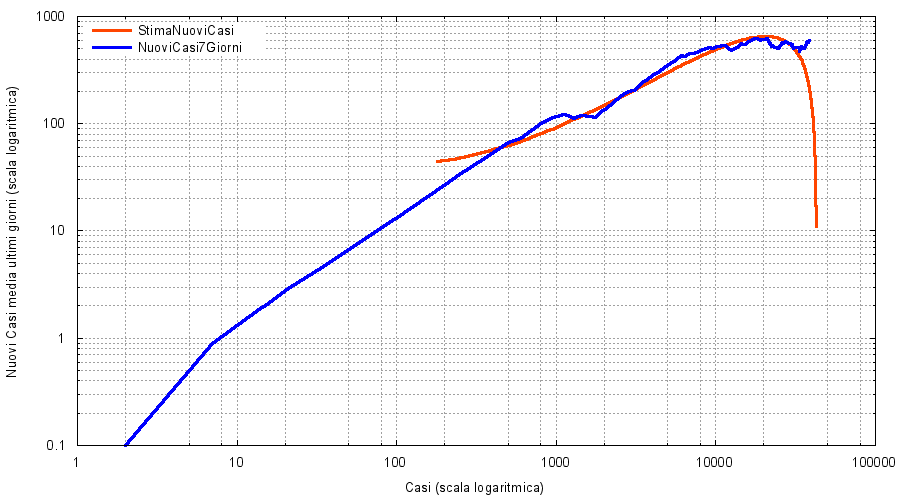 1000
StimaNuoviCasi
NuoviCasi7Giorni
100
10
1
0.1
Nuovi Casi media ultimi giorni (scala logaritmica)
1 10 100 1000 10000 100000
Casi (scala logaritmica)